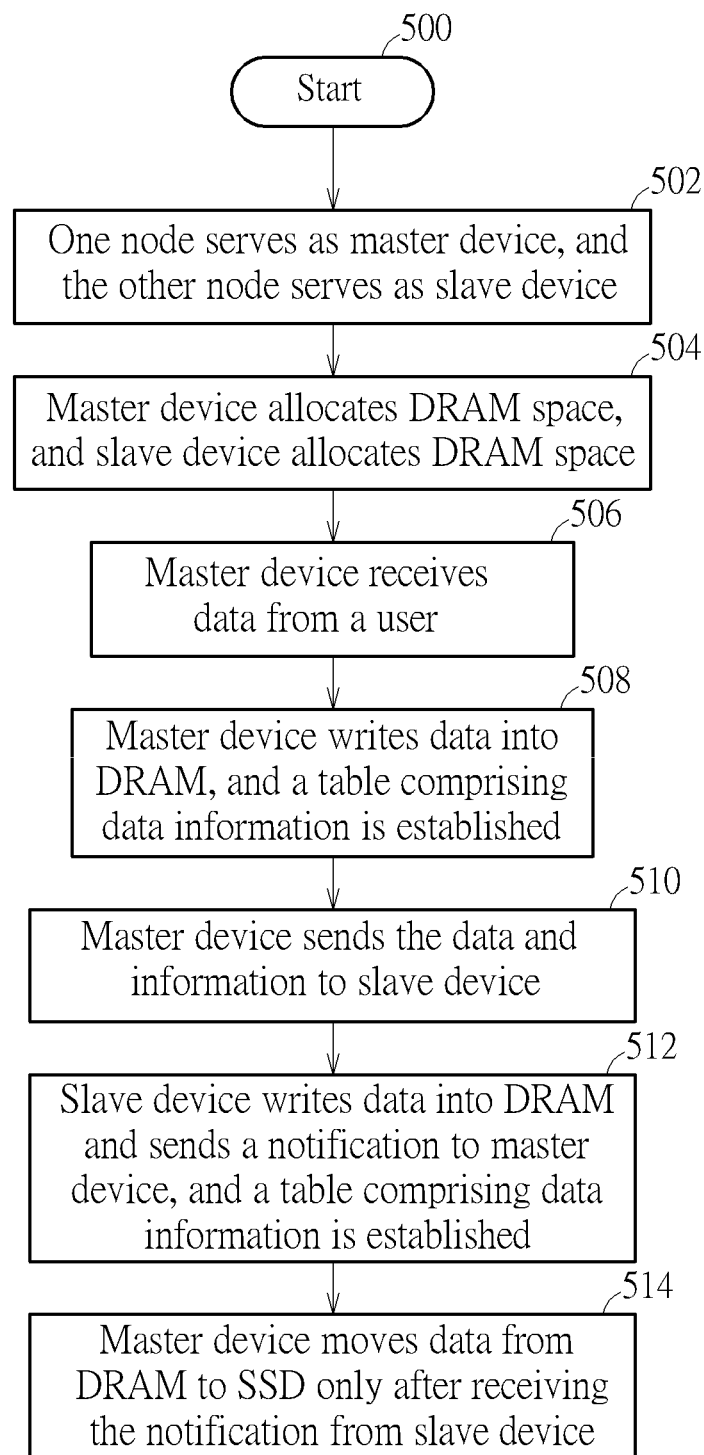 500
Start
502
One node serves as master device, and
the other node serves as slave device
504
Master device allocates DRAM space,
and slave device allocates DRAM space
506
Master device receives
data from a user
508
Master device writes data into
DRAM, and a table comprising
data information is established
510
Master device sends the data and
information to slave device
512
Slave device writes data into DRAM
and sends a notification to master
device, and a table comprising data
information is established
514
Master device moves data from
DRAM to SSD only after receiving
the notification from slave device